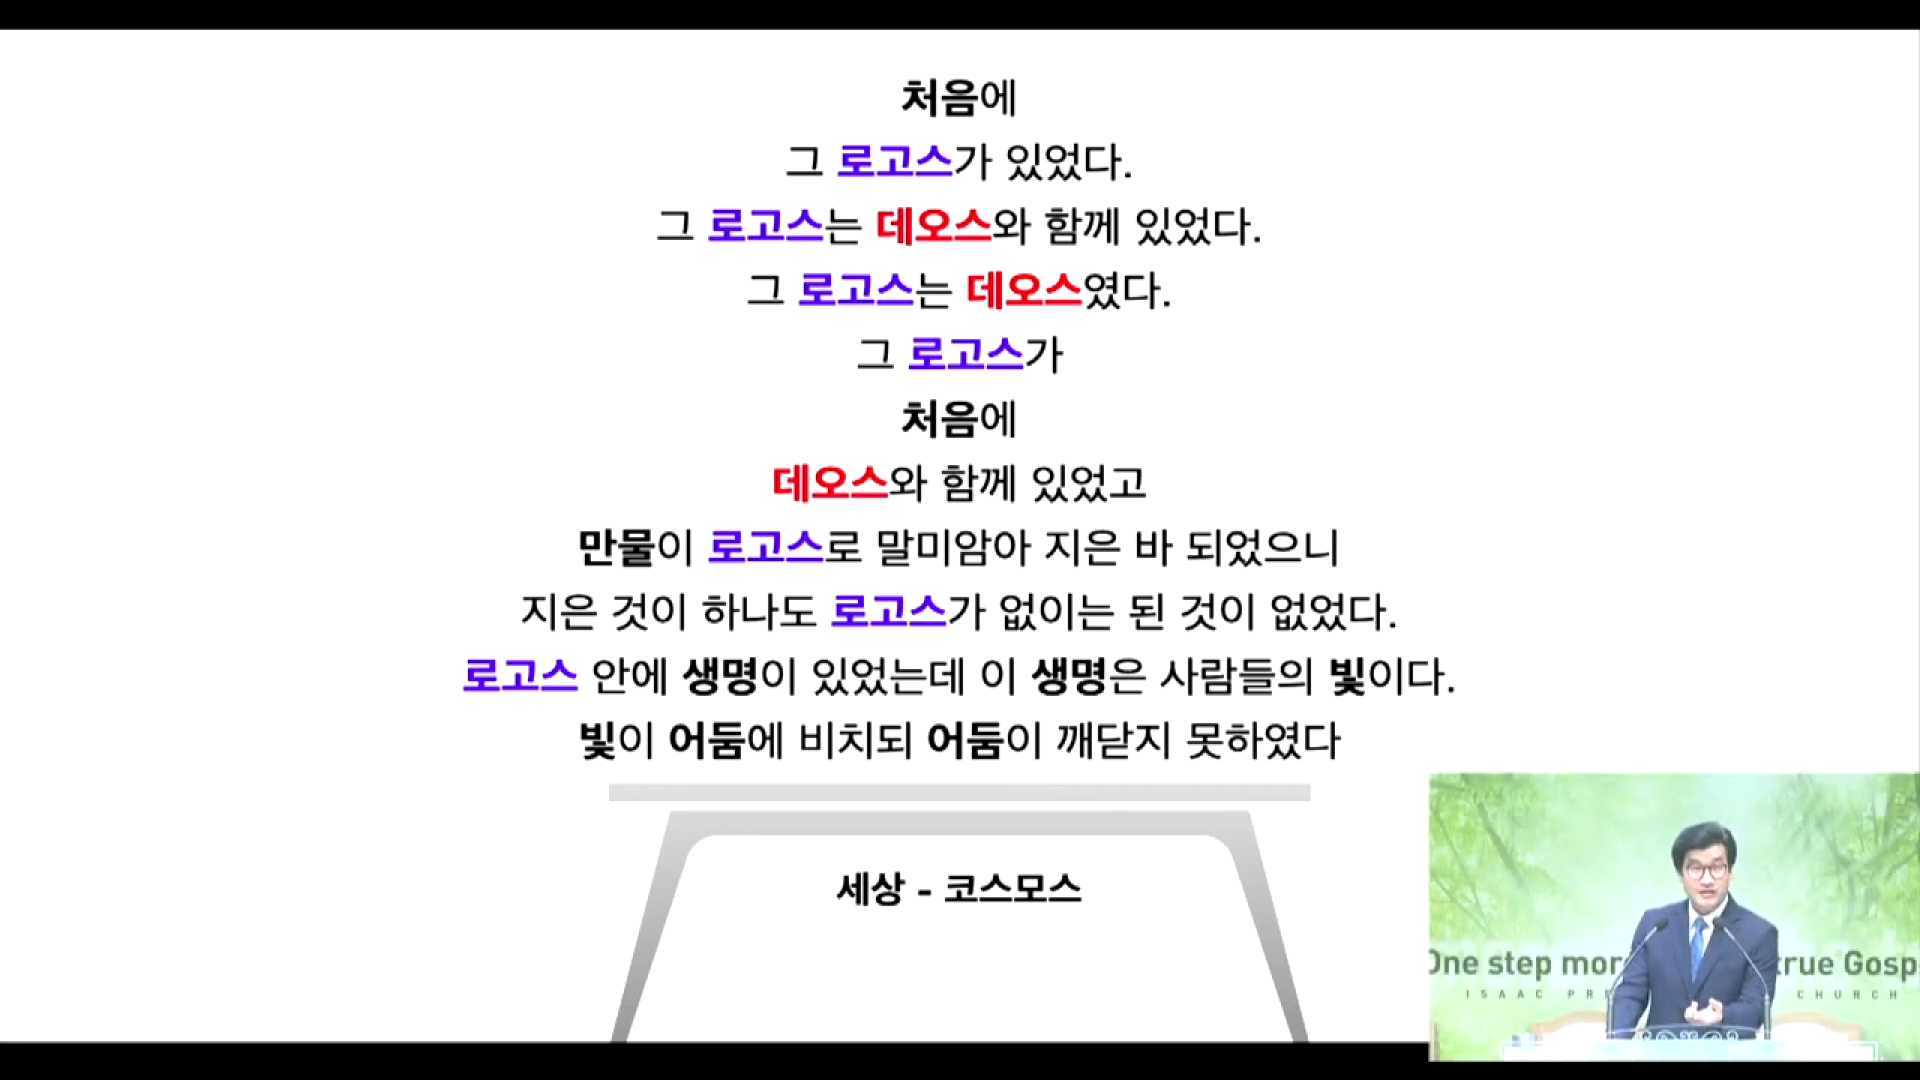 처음에
그 로고스가 있었다.
그 로고스는 데오스와 함께 있었다.
그 로고스는 데오스였다.
그 로고스가
처음에
데오스와 함께 있었고
만물이 로고스로 말미암아 지은 바 되었으니
지은 것이 하나도 로고스가 없이는 된 것이 없었다.
로고스 안에 생명이 있었는데 이 생명은 사람들의 빛이다.
빛이 어둠에 비치되 어둠이 깨닫지 못하였다
세상 - 코스모스
One step mor true Gosp
ISAAC PRE CHURCH